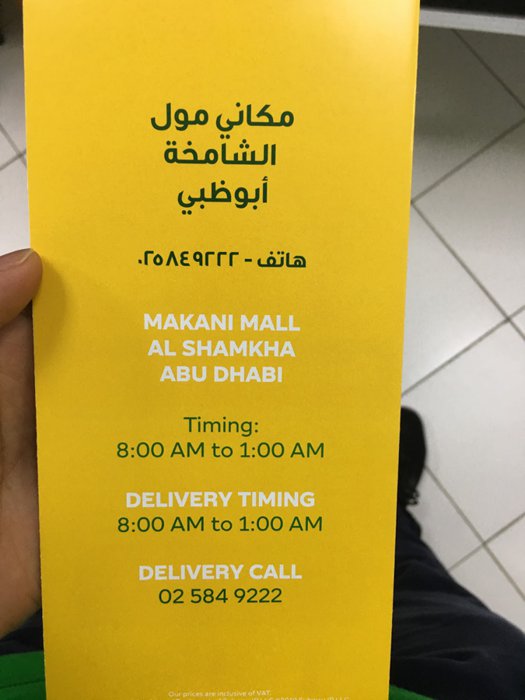 مكاني مول
الشامخة
أبوظبي
هاتف - ٠٢٥٨٤٩٢٢٢
MAKANI MALL
AL SHAMKHA
ABU DHABI
Timing:
8:00 AM to 1:00 AM
DELIVERY TIMING
8:00 AM to 1:00 AM
DELIVERY CALL
02 584 9222
Our prices are inclusive of VAT.